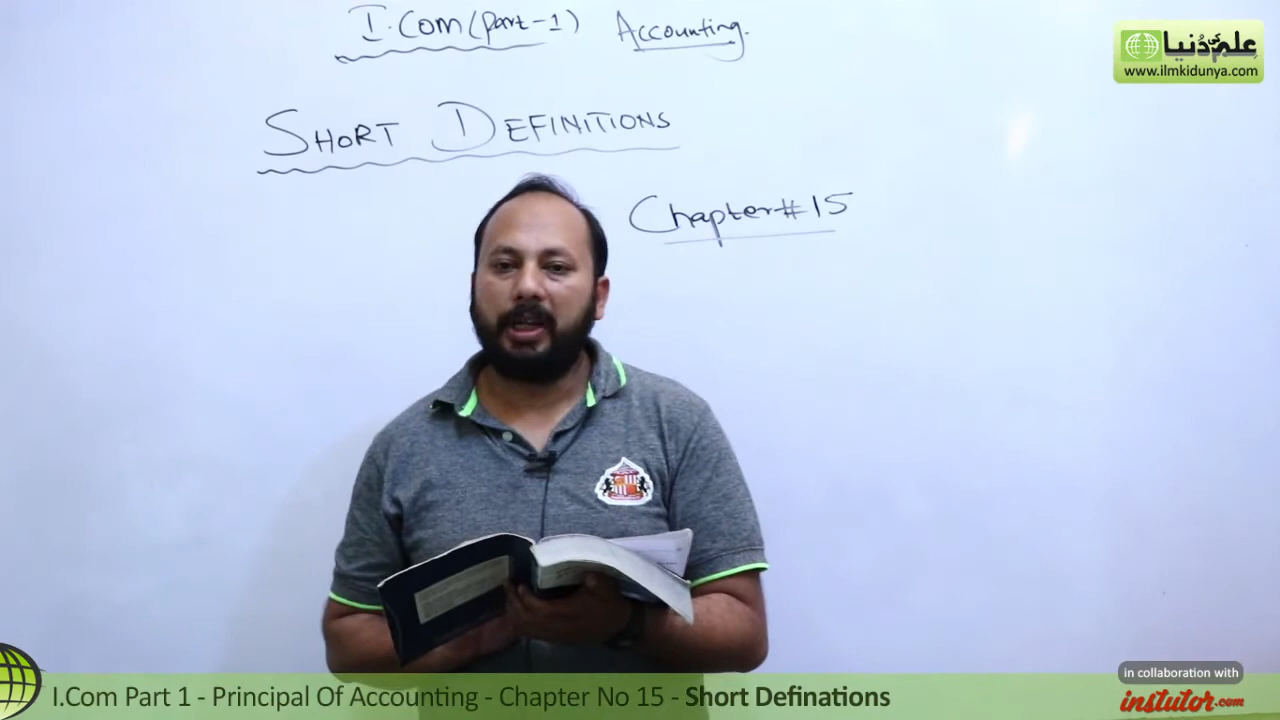 I.Com (Part-1) Accounting.
علم کی دُنیا
www.ilmkidunya.com
SHORT DEFINITIONS
Chapter# 15
in collaboration with
instutor.com
I.Com Part 1 - Principal Of Accounting - Chapter No 15 - Short Definations